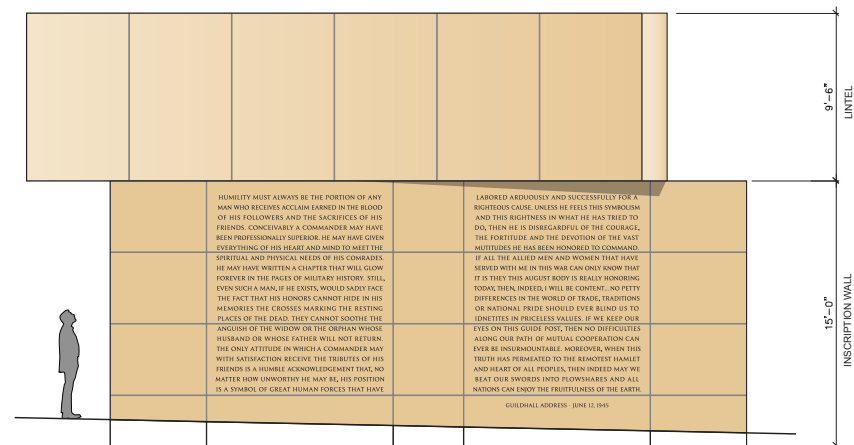 HUMILITY MUST ALWAYS BE THE PORTION OF ANY
MAN WHO RECEIVES ACCLAIM EARNED IN THE BLOOD
OF HIS FOLLOWERS AND THE SACRIFICES OF HIS
FRIENDS. CONCEIVABLY A COMMANDER MAY HAVE
BEEN PROFESSIONALLY SUPERIOR. HE MAY HAVE GIVEN
EVERYTHING OF HIS HEART AND MIND TO MEET THE
SPIRITUAL AND PHYSICAL NEEDS OF HIS COMRADES.
HE MAY HAVE WRITTEN A CHAPTER THAT WILL GLOW
FOREVER IN THE PAGES OF MILITARY HISTORY. STILL,
EVEN SUCH A MAN, IF HE EXISTS, WOULD SADLY FACE
THE FACT THAT HIS HONORS CANNOT HIDE IN HIS
MEMORIES THE CROSSES MARKING THE RESTING
PLACES OF THE DEAD. THEY CANNOT SOOTHE THE
ANGUISH OF THE WIDOW OR THE ORPHAN WHOSE
HUSBAND OR WHOSE FATHER WILL NOT RETURN.
THE ONLY ATTITUDE IN WHICH A COMMANDER MAY
WITH SATISFACTION RECEIVE THE TRIBUTES OF HIS
FRIENDS IS A HUMBLE ACKNOWLEDGEMENT THAT, NO
MATTER HOW UNWORTHY HE MAY BE, HIS POSITION
IS A SYMBOL OF GREAT HUMAN FORCES THAT HAVE
LABORED ARDUOUSLY AND SUCCESSFULLY FOR A
RIGHTEOUS CAUSE. UNLESS HE FEELS THIS SYMBOLISM
AND THIS RIGHTNESS IN WHAT HE HAS TRIED TO
DO, THEN HE IS DISREGARDFUL OF THE COURAGE,
THE FORTITUDE AND THE DEVOTION OF THE VAST
MUTITUDES HE HAS BEEN HONORED TO COMMAND.
IF ALL THE ALLIED MEN AND WOMEN THAT HAVE
SERVED WITH ME IN THIS WAR CAN ONLY KNOW THAT
IT IS THEY THIS AUGUST BODY IS REALLY HONORING
TODAY, THEN, INDEED, I WILL BE CONTENT...NO PETTY
DIFFERENCES IN THE WORLD OF TRADE, TRADITIONS
OR NATIONAL PRIDE SHOULD EVER BLIND US TO
IDNETITES IN PRICELESS VALUES. IF WE KEEP OUR
EYES ON THIS GUIDE POST, THEN NO DIFFICULTIES
ALONG OUR PATH OF MUTUAL COOPERATION CAN
EVER BE INSURMOUNTABLE. MOREOVER, WHEN THIS
TRUTH HAS PERMEATED TO THE REMOTEST HAMLET
AND HEART OF ALL PEOPLES, THEN INDEED MAY WE
BEAT OUR SWORDS INTO PLOWSHARES AND ALL
NATIONS CAN ENJOY THE FRUITFULNESS OF THE EARTH.
GUILDHALL ADDRESS - JUNE 12, 1945
9'-6"
LINTEL
15'-0"
INSCRIPTION WALL